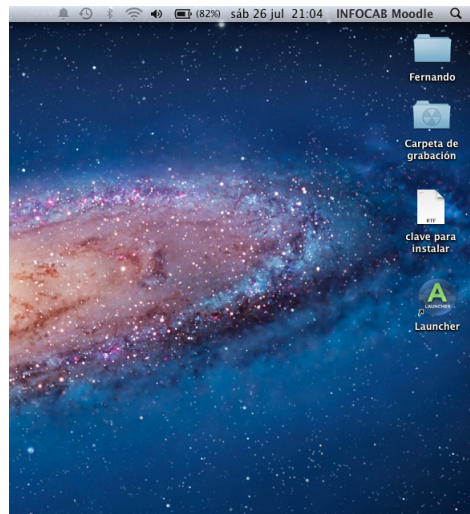 (82%) sáb 26 jul 21:04 INFOCAB Moodle
Fernando
Carpeta de
grabación
RTF
clave para
instalar
A
LAUNCHER
Launcher